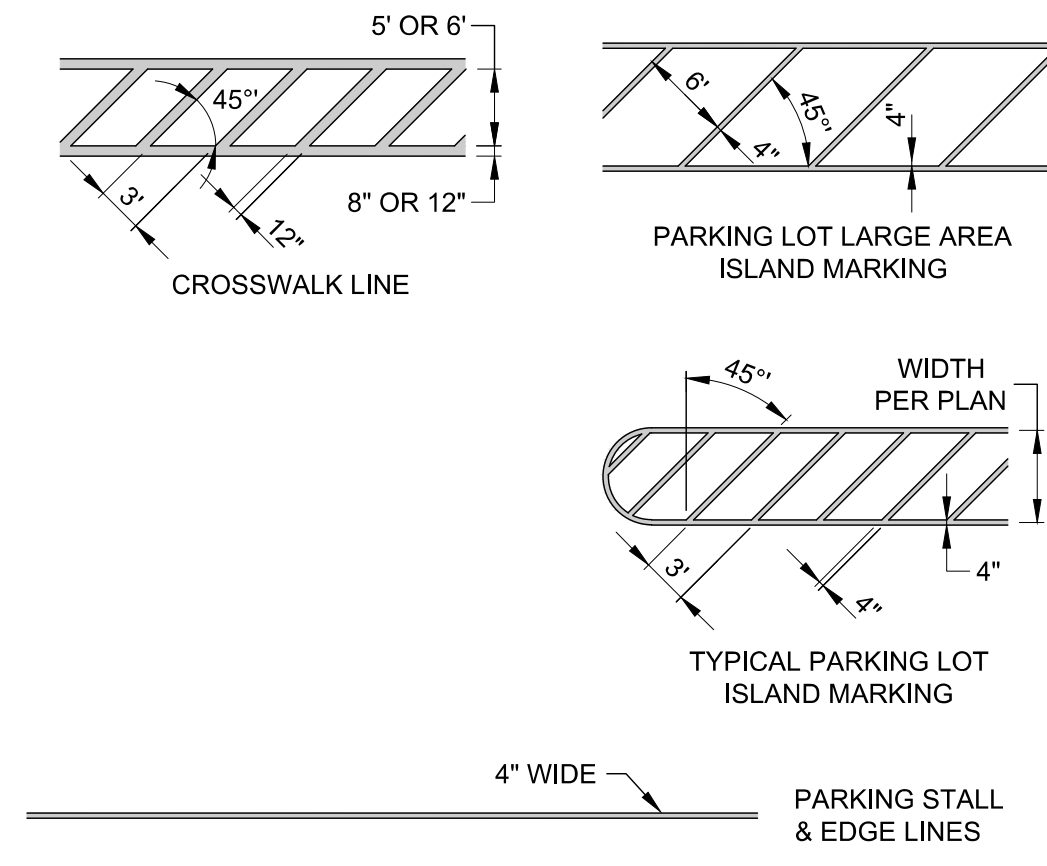 5' OR 6'
45°'
3'
12"
8" OR 12"
CROSSWALK LINE
6'
45°'
4"
4"
PARKING LOT LARGE AREA
ISLAND MARKING
45°'
WIDTH
PER PLAN
3'
4"
4"
TYPICAL PARKING LOT
ISLAND MARKING
4" WIDE
PARKING STALL
& EDGE LINES